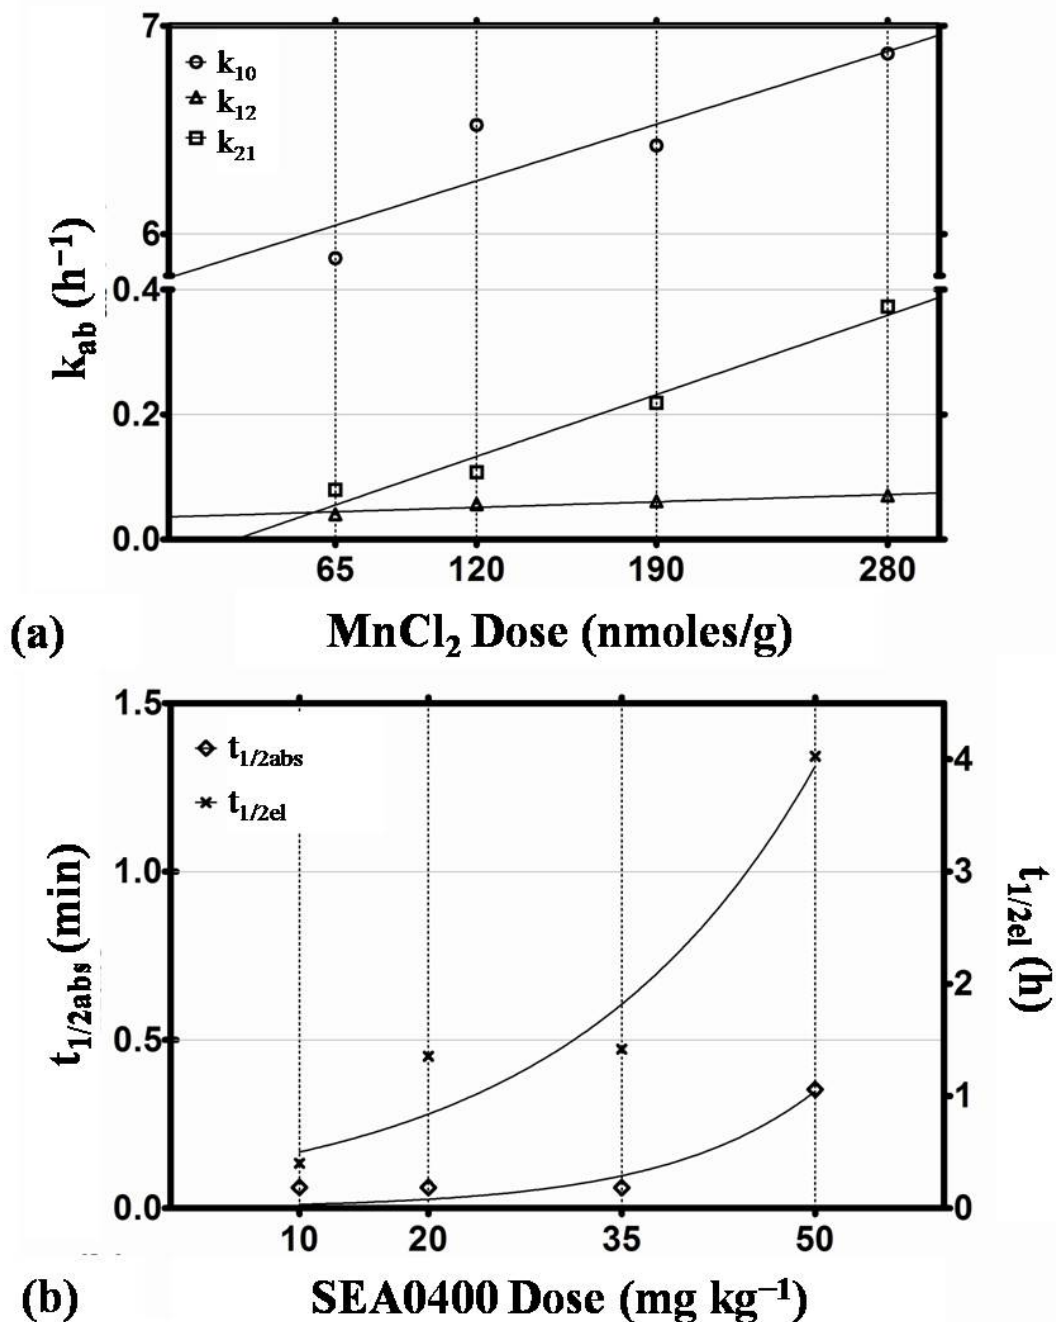 7
k10
k12
k21
6
0.4
0.2
0.0
kab (h−1)
65 120 190 280
(a) MnCl2 Dose (nmoles/g)
1.5
t1/2abs
t1/2el
1.0
0.5
0.0
4
3
2
1
0
t1/2abs (min)
t1/2el (h)
10 20 35 50
(b) SEA0400 Dose (mg kg−1)